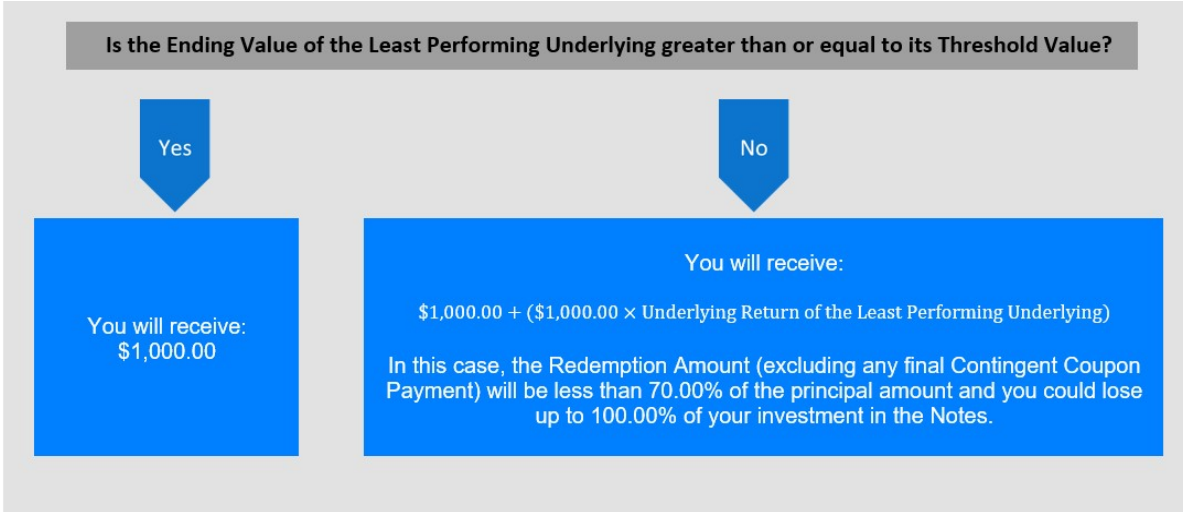 Is the Ending Value of the Least Performing Underlying greater than or equal to its Threshold Value?
Yes
No
You will receive:
$1,000.00
You will receive:
$1,000.00 + ($1,000.00 × Underlying Return of the Least Performing Underlying)
In this case, the Redemption Amount (excluding any final Contingent Coupon
Payment) will be less than 70.00% of the principal amount and you could lose
up to 100.00% of your investment in the Notes.